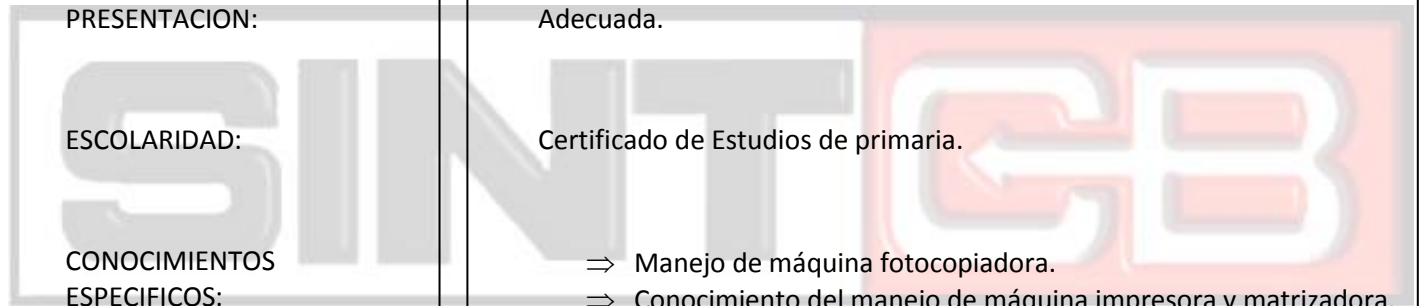 PRESENTACION: Adecuada.
SINTCB
ESCOLARIDAD: Certificado de Estudios de primaria.
CONOCIMIENTOS ⇒ Manejo de máquina fotocopiadora.
ESPECIFICOS: ⇒ Conocimiento del manejo de máquina impresora y matrizadora.